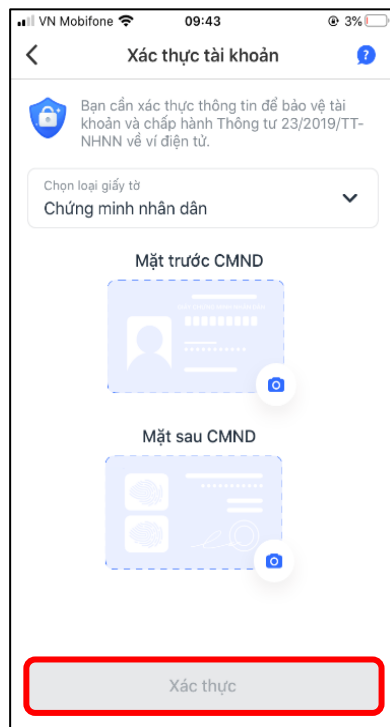 VN Mobifone 09:43 3%
Xác thực tài khoản ?
Bạn cần xác thực thông tin để bảo vệ tài
khoản và chấp hành Thông tư 23/2019/TT-
NHNN về ví điện tử.
Chọn loại giấy tờ
Chứng minh nhân dân
Mặt trước CMND
Mặt sau CMND
Xác thực